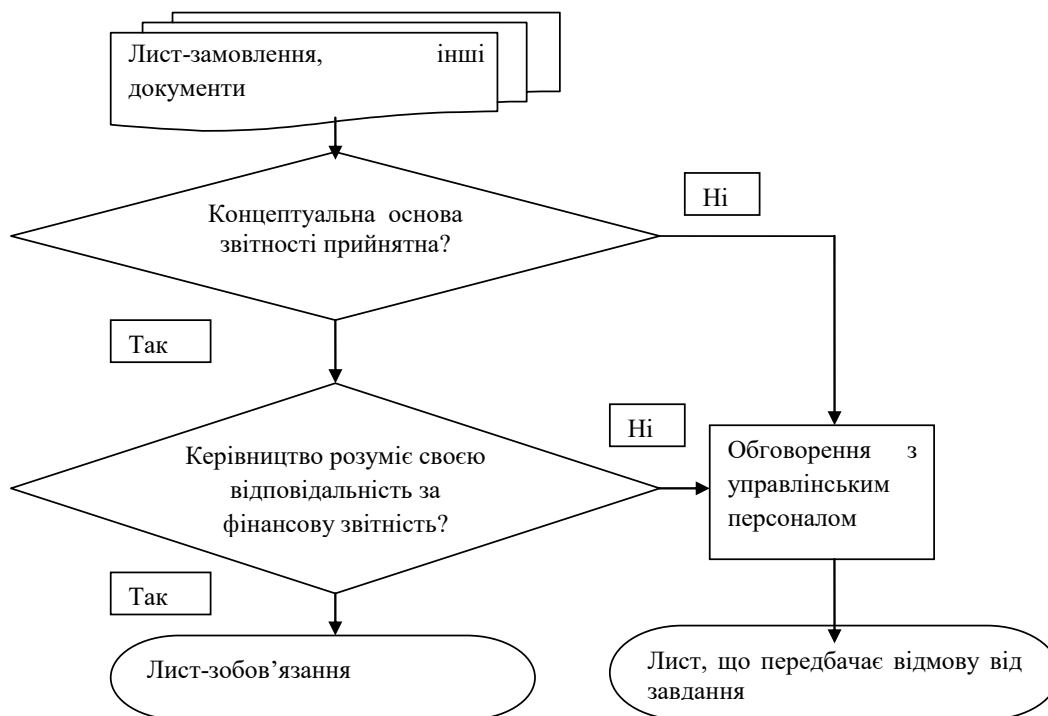 Лист-замовлення, інші
документи
Ні
Концептуальна основа
звітності прийнятна?
Так
Ні
Керівництво розуміє своєю
відповідальність за
фінансову звітність?
Обговорення з
управлінським
персоналом
Так
Лист-зобов’язання
Лист, що передбачає відмову від
завдання